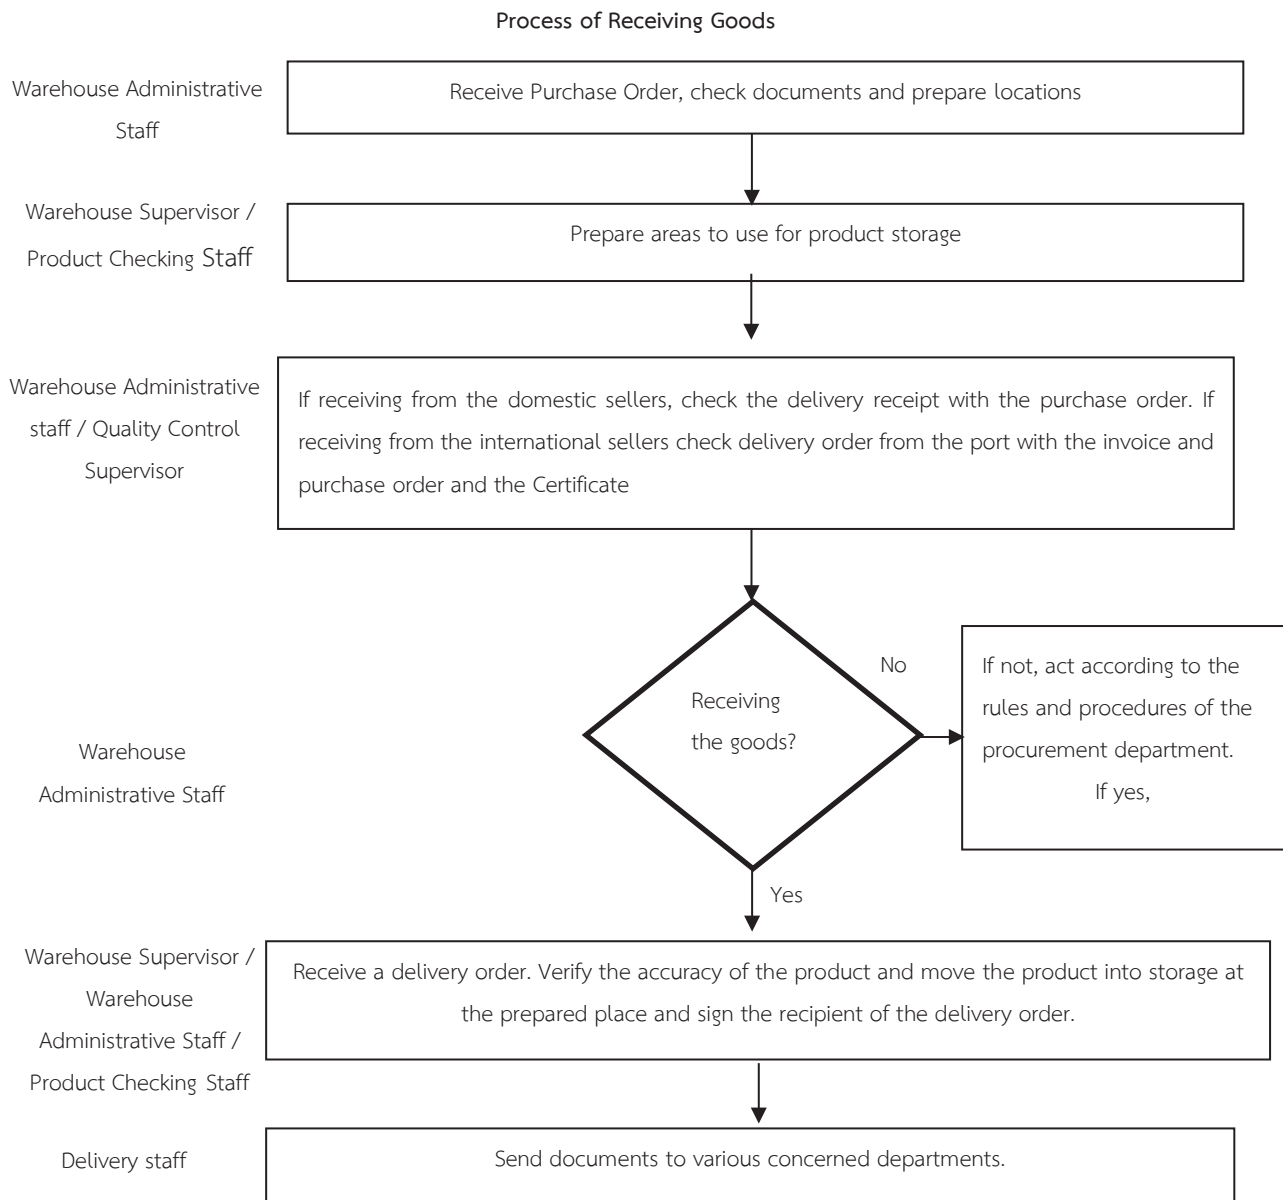 Process of Receiving Goods
Warehouse Administrative
Staff
Receive Purchase Order, check documents and prepare locations
Warehouse Supervisor /
Product Checking Staff
Prepare areas to use for product storage
Warehouse Administrative
staff / Quality Control
Supervisor
If receiving from the domestic sellers, check the delivery receipt with the purchase order. If
receiving from the international sellers check delivery order from the port with the invoice and
purchase order and the Certificate
Warehouse
Administrative Staff
Receiving
the goods?
No
If not, act according to the
rules and procedures of the
procurement department.
If yes,
Yes
Warehouse Supervisor /
Warehouse
Administrative Staff /
Product Checking Staff
Receive a delivery order. Verify the accuracy of the product and move the product into storage at
the prepared place and sign the recipient of the delivery order.
Delivery staff
Send documents to various concerned departments.